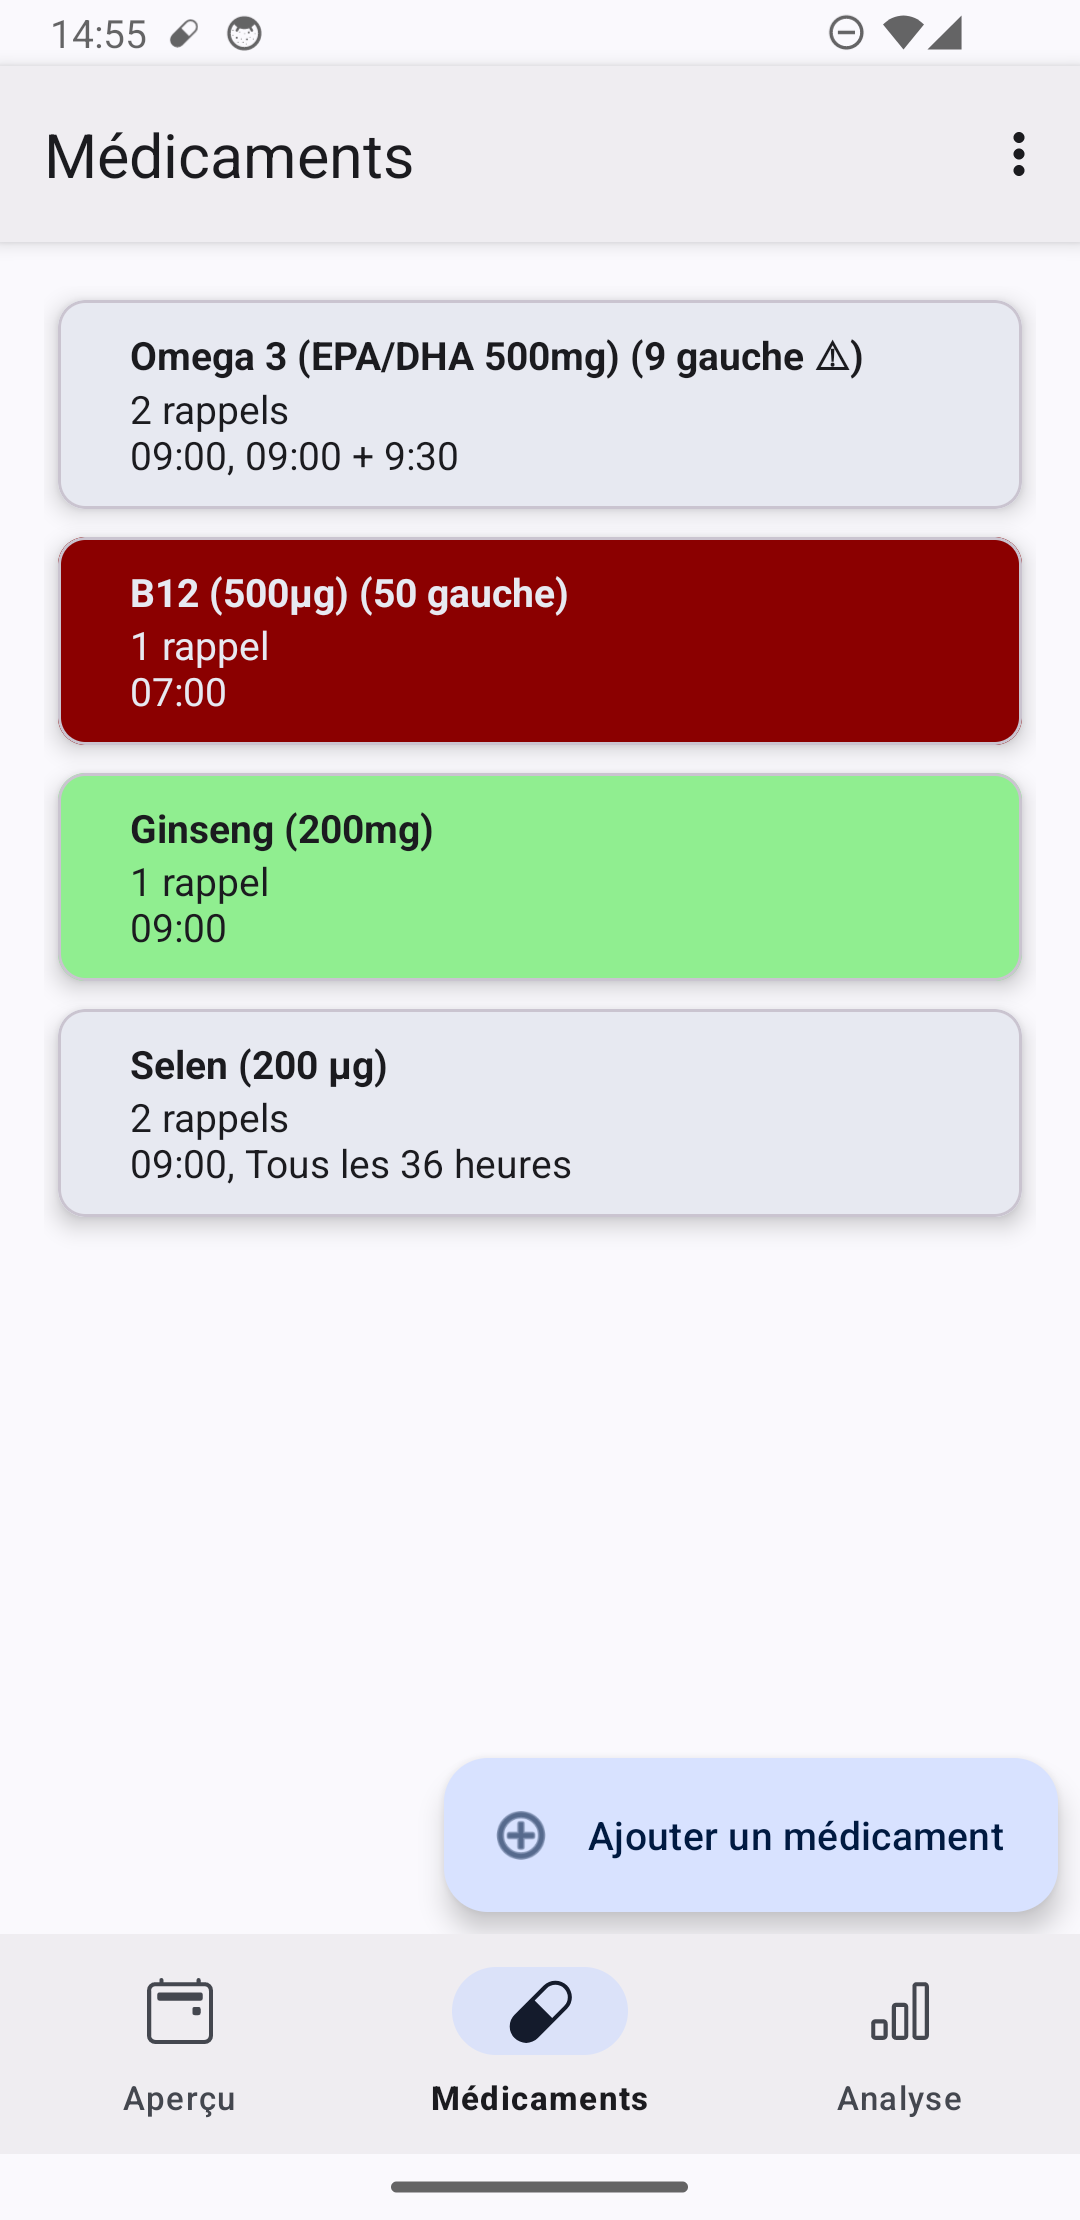 14:55
Médicaments
Omega 3 (EPA/DHA 500mg) (9 gauche ⚠)
2 rappels
09:00, 09:00 + 9:30
B12 (500µg) (50 gauche)
1 rappel
07:00
Ginseng (200mg)
1 rappel
09:00
Selen (200 µg)
2 rappels
09:00, Tous les 36 heures
Ajouter un médicament
Aperçu
Médicaments
Analyse